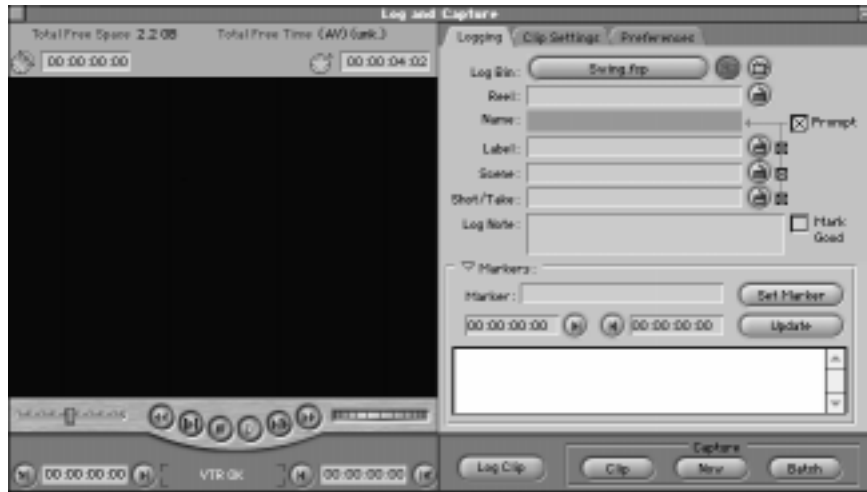 Log and Capture
Total Free Space 2.2 GB Total Free Time (AV) (unk.)
00:00:00:00
00:00:04:02
Logging
Clip Settings
Preferences
Log Bin: Swing.fcp
Reel:
Name:
Prompt
Label:
Scene:
Shot/Take:
Log Note:
Mark Good
Markers:
Marker:
Set Marker
00:00:00:00
00:00:00:00
Update
00:00:00:00
VTR OK
00:00:00:00
Log Clip
Capture
Clip
Now
Batch